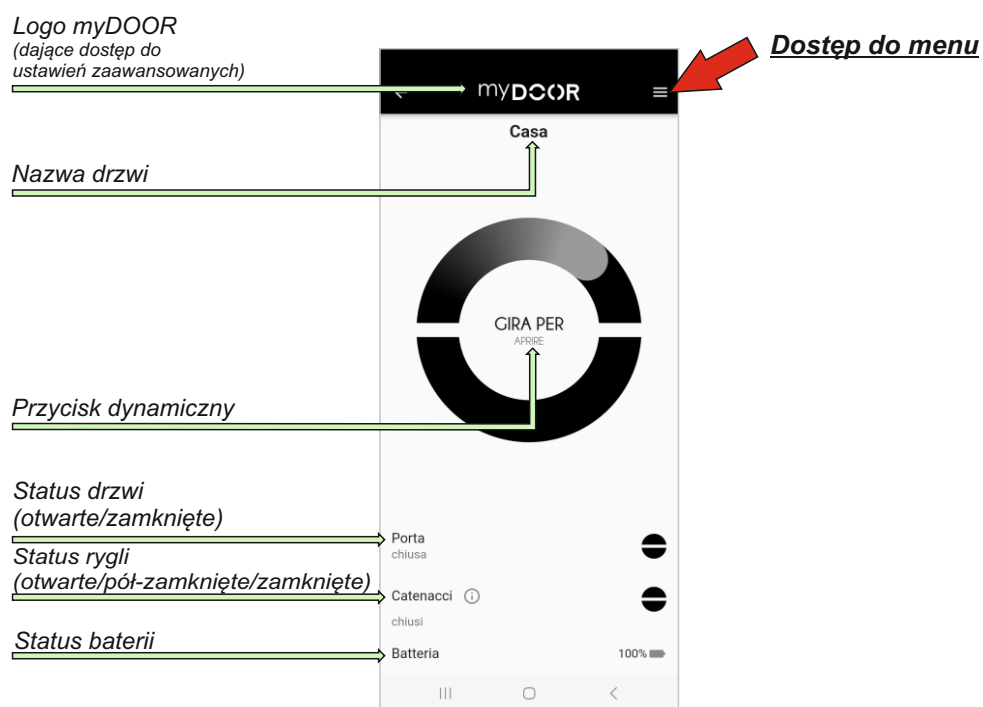 Logo myDOOR
(dające dostęp do
ustawień zaawansowanych)
Dostęp do menu
myDOOR
Casa
Nazwa drzwi
GIRA PER
APRIRE
Przycisk dynamiczny
Status drzwi
(otwarte/zamknięte)
Porta
chiusa
Status rygli
(otwarte/pół-zamknięte/zamknięte)
Catenacci
chiusi
Status baterii
Batteria 100%